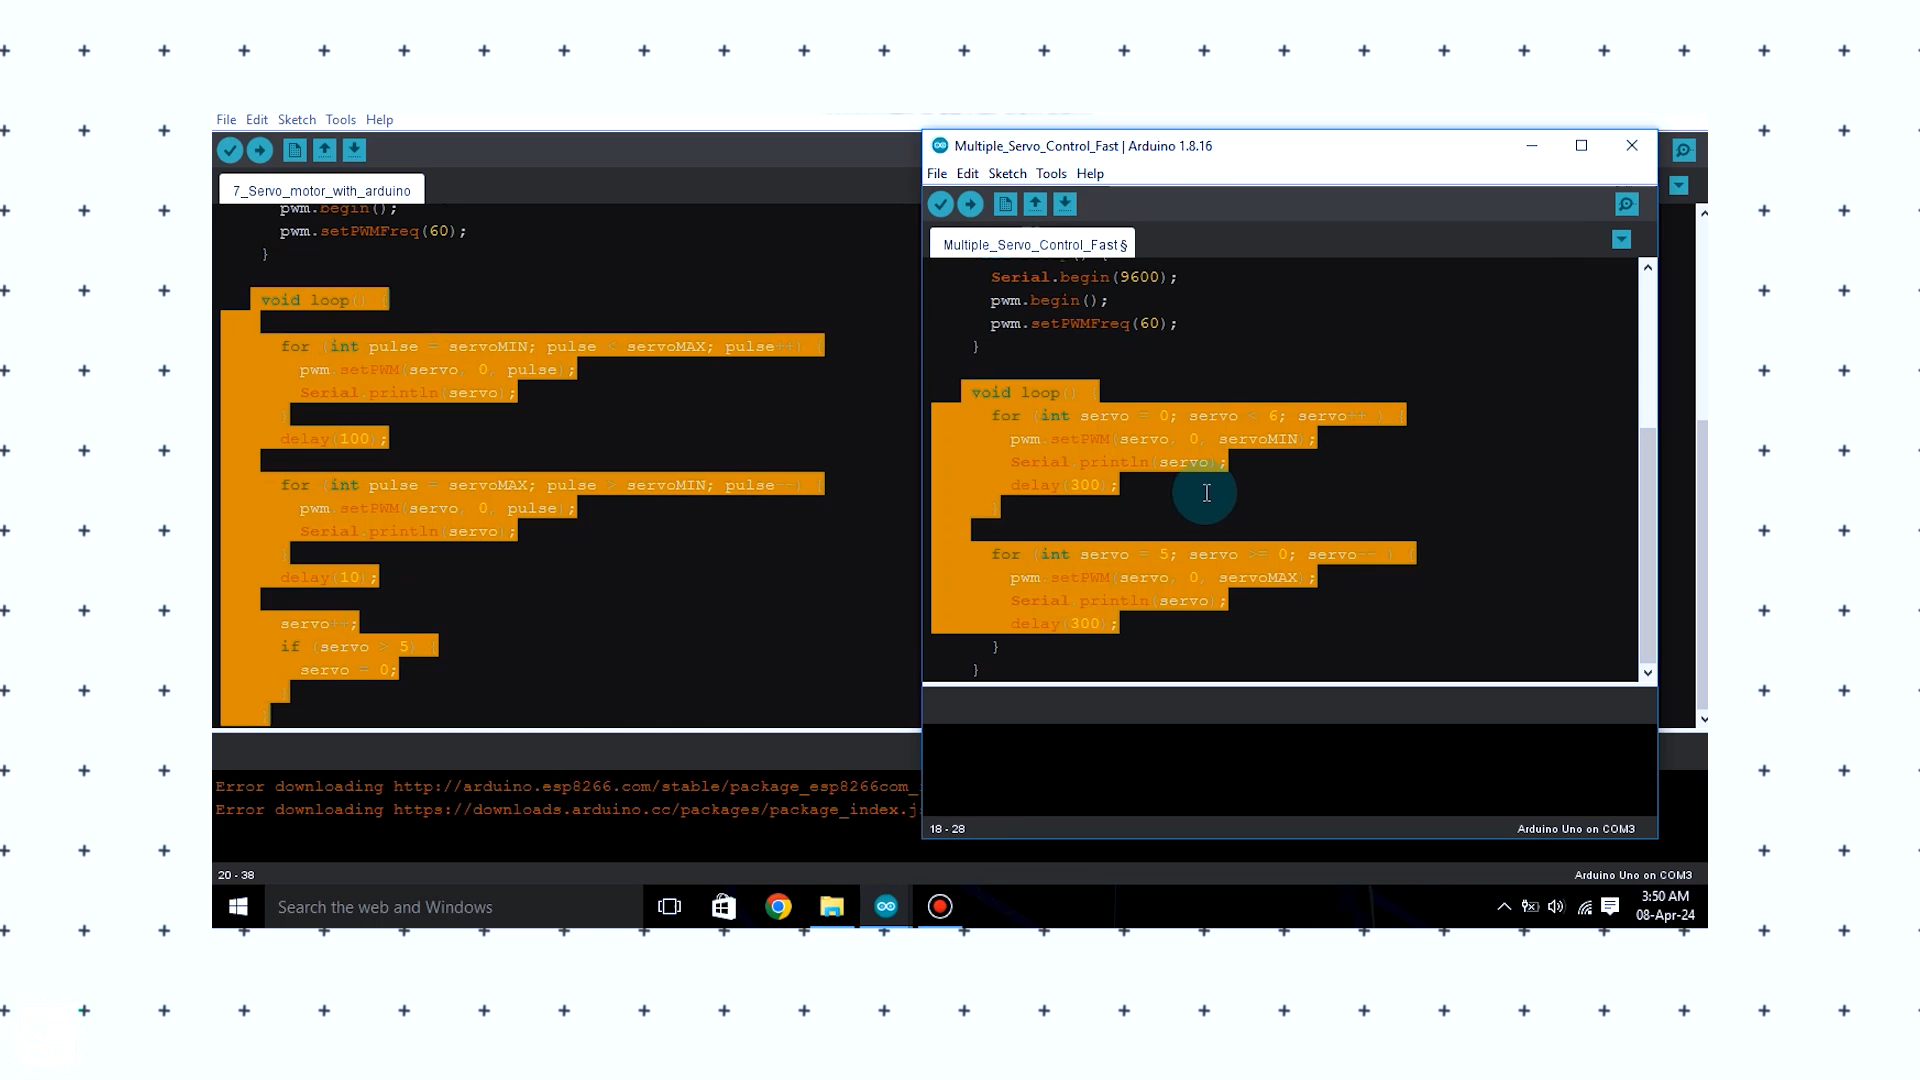 File Edit Sketch Tools Help
7_Servo_motor_with_arduino
pwm.begin();
pwm.setPWMFreq(60);
}
void loop() {
for (int pulse = servoMIN; pulse < servoMAX; pulse++) {
pwm.setPWM(servo, 0, pulse);
Serial.println(servo);
}
delay(100);
for (int pulse = servoMAX; pulse > servoMIN; pulse--) {
pwm.setPWM(servo, 0, pulse);
Serial.println(servo);
}
delay(10);
servo++;
if (servo > 5) {
servo = 0;
}
}
Error downloading http://arduino.esp8266.com/stable/package_esp8266com_
Error downloading https://downloads.arduino.cc/packages/package_index.j
20 - 38
Arduino Uno on COM3
Multiple_Servo_Control_Fast | Arduino 1.8.16
File Edit Sketch Tools Help
Multiple_Servo_Control_Fast §
Serial.begin(9600);
pwm.begin();
pwm.setPWMFreq(60);
}
void loop() {
for (int servo = 0; servo < 6; servo++ ) {
pwm.setPWM(servo, 0, servoMIN);
Serial.println(servo);
delay(300);
}
for (int servo = 5; servo >= 0; servo-- ) {
pwm.setPWM(servo, 0, servoMAX);
Serial.println(servo);
delay(300);
}
}
18 - 28
Arduino Uno on COM3
Search the web and Windows
3:50 AM
08-Apr-24